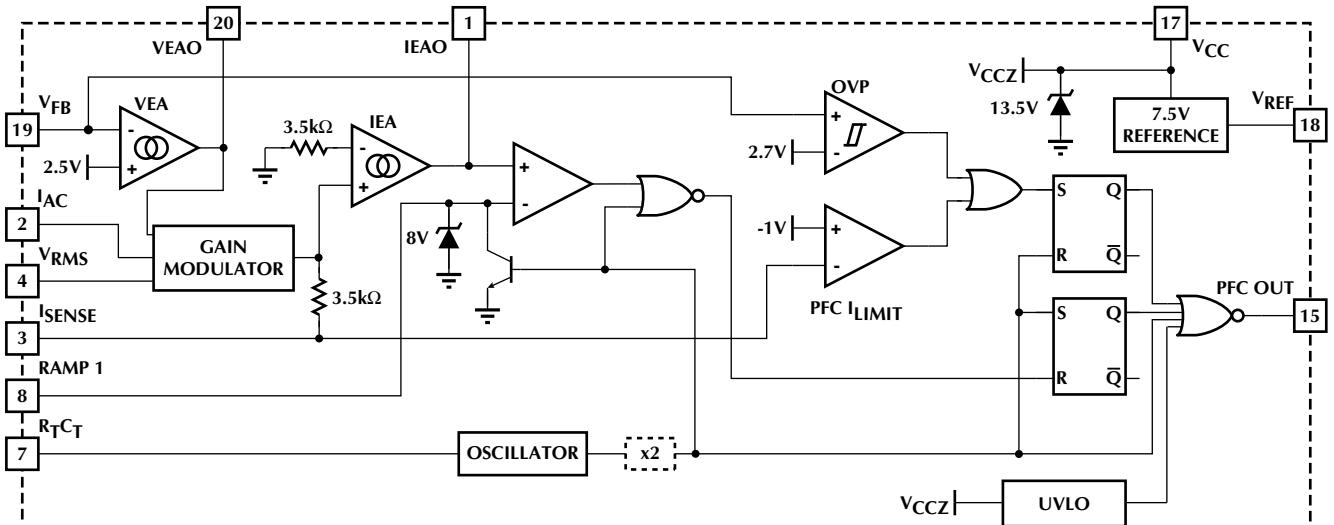 20
VEAO
1
IEAO
17
VCC
VCCZ
13.5V
7.5V
REFERENCE
VREF
18
19
VFB
VEA
-
+
2.5V
3.5kΩ
IEA
-
+
OVP
+
-
2.7V
2
IAC
4
VRMS
GAIN
MODULATOR
3.5kΩ
+
-
8V
-1V
+
-
PFC ILIMIT
S
Q
R
Q̅
S
Q
R
Q̅
PFC OUT
15
3
ISENSE
8
RAMP 1
7
RTCT
OSCILLATOR
x2
VCCZ
UVLO